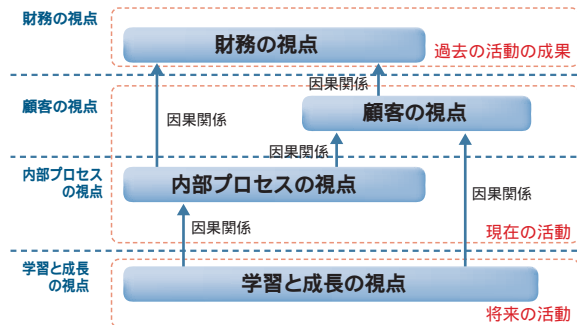 財務の視点
財務の視点
過去の活動の成果
因果関係
顧客の視点
顧客の視点
因果関係
因果関係
内部プロセス
の視点
内部プロセスの視点
因果関係
因果関係
現在の活動
学習と成長
の視点
学習と成長の視点
将来の活動